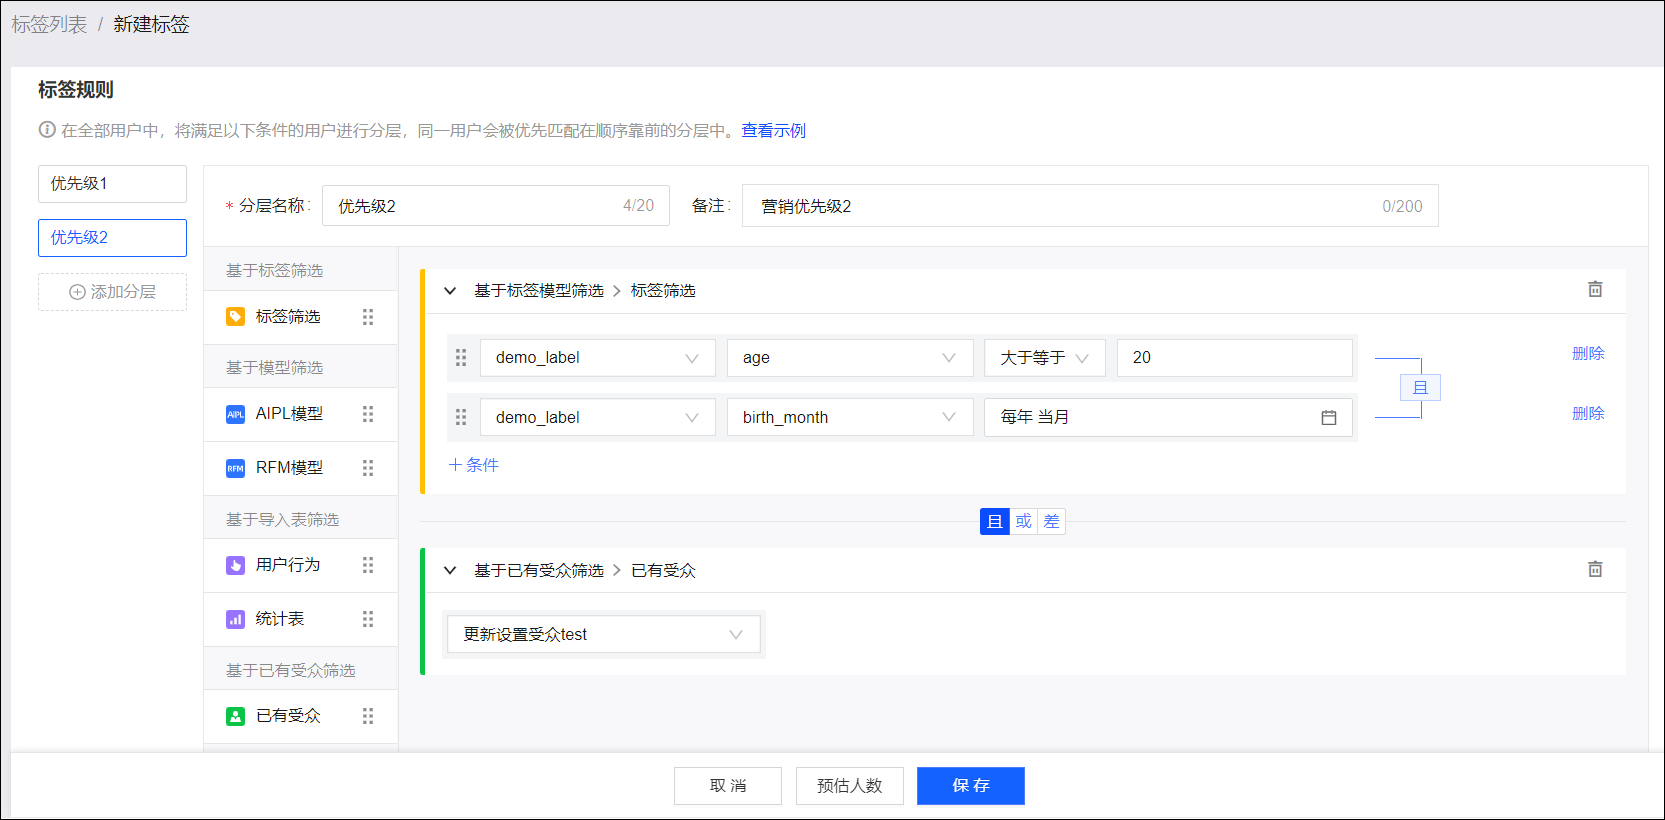 标签列表 / 新建标签
标签规则
在全部用户中，将满足以下条件的用户进行分层，同一用户会被优先匹配在顺序靠前的分层中。查看示例
优先级1
优先级2
添加分层
* 分层名称： 优先级2 4/20 备注： 营销优先级2 0/200
基于标签筛选
标签筛选
基于模型筛选
AIPL AIPL模型
RFM RFM模型
基于导入表筛选
用户行为
统计表
基于已有受众筛选
已有受众
基于标签模型筛选 > 标签筛选
demo_label age 大于等于 20 删除
且
demo_label birth_month 每年 当月 删除
+ 条件
且 或 差
基于已有受众筛选 > 已有受众
更新设置受众test
取 消 预估人数 保 存